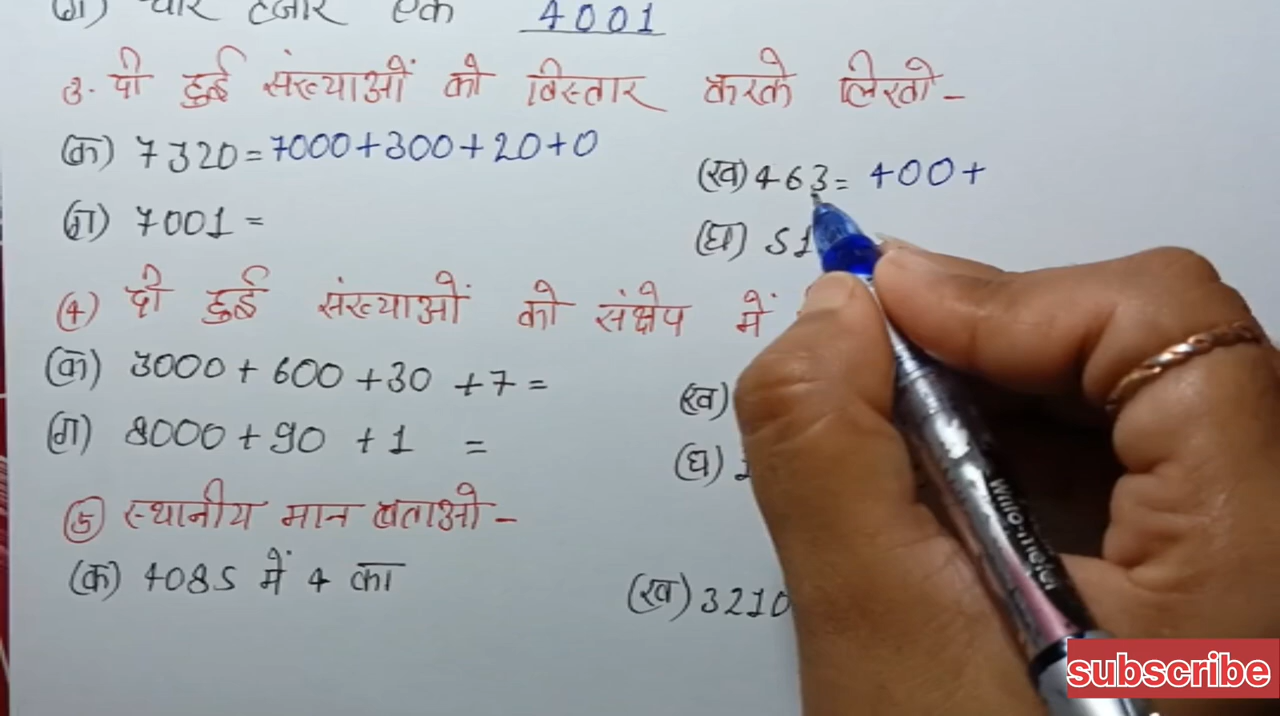 (ग) चार हजार एक 4001
3. दी हुई संख्याओं को विस्तार करके लिखो -
(क) 7320 = 7000+300+20+0
(ख) 463 = 400+
(ग) 7001 =
(घ) 51
(4) दी हुई संख्याओं को संक्षेप में
(क) 3000 + 600 + 30 + 7 =
(ख)
(ग) 8000 + 90 + 1 =
(घ)
(5) स्थानीय मान बताओ -
(क) 4085 में 4 का
(ख) 3210
subscribe